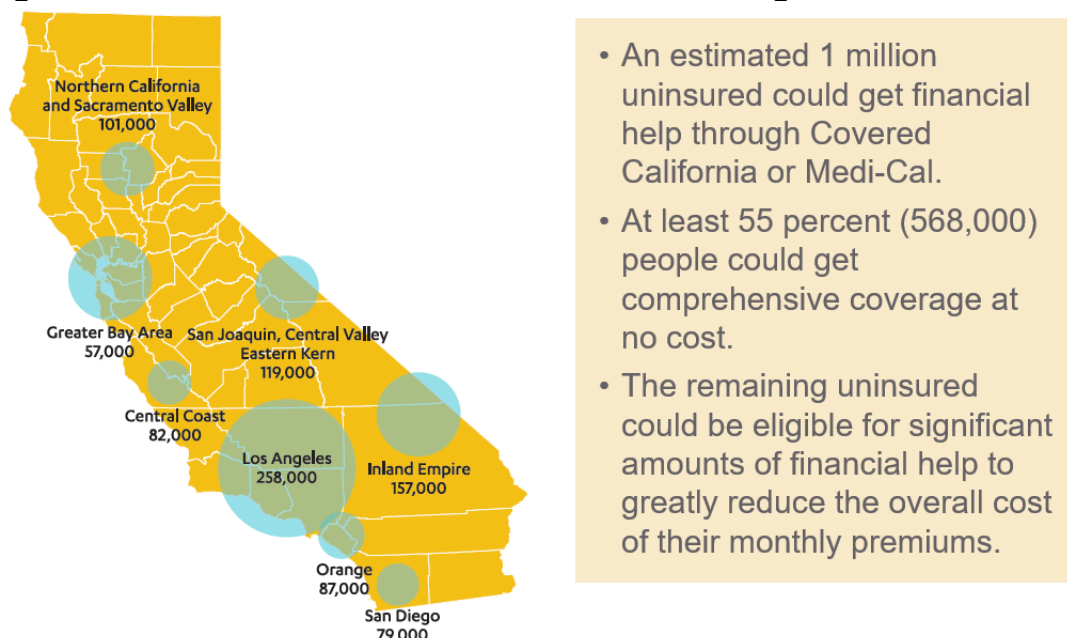 Northern California
and Sacramento Valley
101,000
Greater Bay Area
57,000
San Joaquin, Central Valley
Eastern Kern
119,000
Central Coast
82,000
Los Angeles
258,000
Inland Empire
157,000
Orange
87,000
San Diego
79,000
• An estimated 1 million
uninsured could get financial
help through Covered
California or Medi-Cal.
• At least 55 percent (568,000)
people could get
comprehensive coverage at
no cost.
• The remaining uninsured
could be eligible for significant
amounts of financial help to
greatly reduce the overall cost
of their monthly premiums.